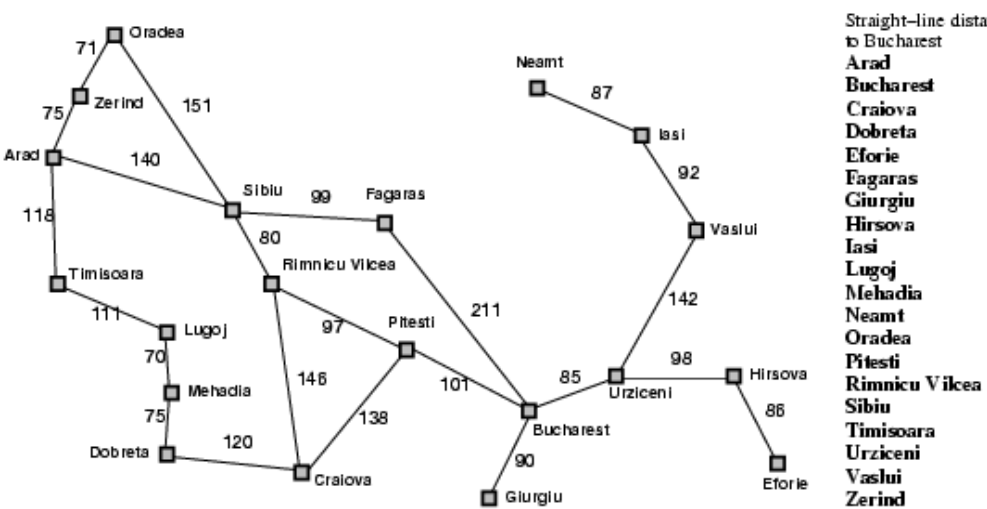 Oradea
71
Neamt
87
Zerind
151
75
Iasi
Arad
140
92
Sibiu
99
Fagaras
118
80
Vaslui
Timisoara
Rimnicu Vilcea
111
211
142
Lugoj
97
Pitesti
70
98
146
101
85
Hirsova
Mehadia
Urziceni
75
138
86
Dobreta
120
Bucharest
90
Craiova
Giurgiu
Eforie
Straight–line dista
to Bucharest
Arad
Bucharest
Craiova
Dobreta
Eforie
Fagaras
Giurgiu
Hirsova
Iasi
Lugoj
Mehadia
Neamt
Oradea
Pitesti
Rimnicu Vilcea
Sibiu
Timisoara
Urziceni
Vaslui
Zerind